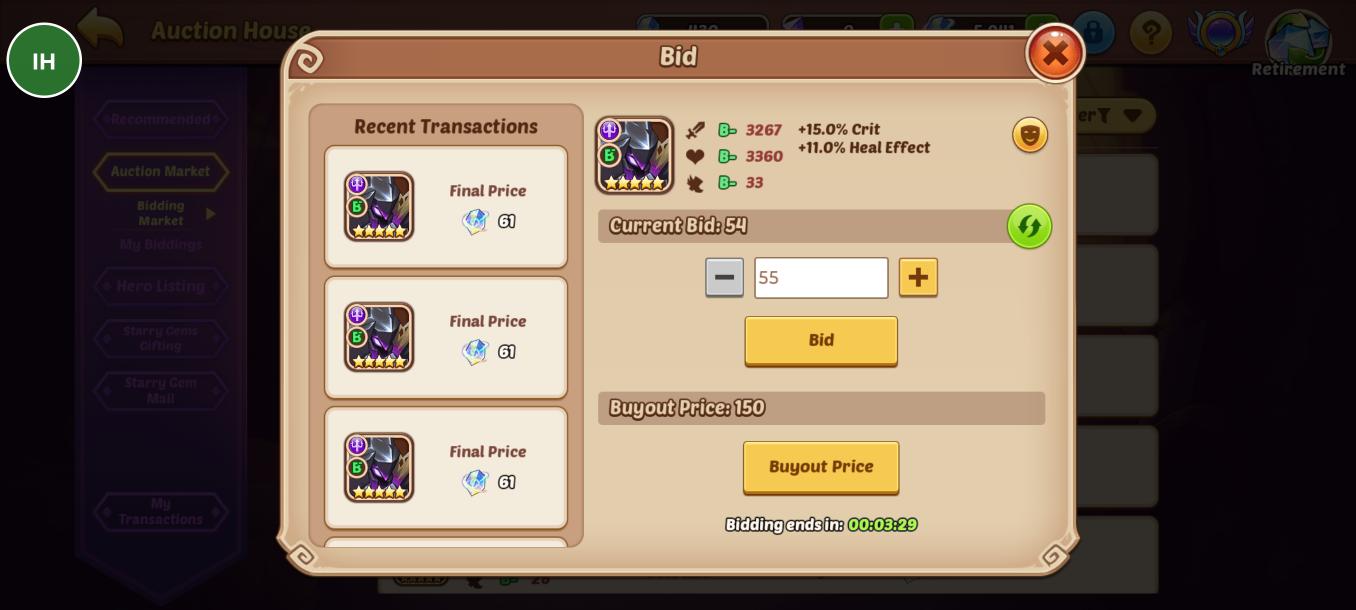 IH
Auction House
430
0
Retirement
Bid
Recommended
Auction Market
Bidding
Market
My Biddings
Hero Listing
Starry Gems
Gifting
Starry Gem
Mail
My
Transactions
Recent Transactions
Final Price
61
Final Price
61
Final Price
61
B
B- 3267
B- 3360
B- 33
+15.0% Crit
+11.0% Heal Effect
Current Bid: 54
55
Bid
Buyout Price: 150
Buyout Price
Bidding ends in: 00:03:29